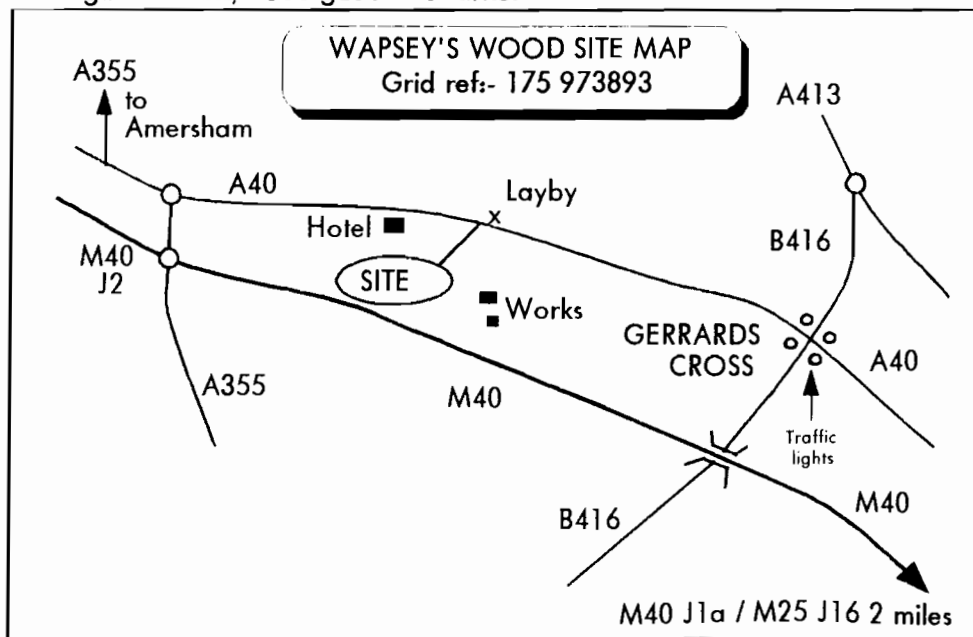 WAPSEY'S WOOD SITE MAP
Grid ref:- 175 973893
A355
to
Amersham
A413
A40
Layby
Hotel
B416
M40
J2
SITE
Works
GERRARDS
CROSS
A40
A355
M40
Traffic
lights
B416
M40
M40 J1a / M25 J16 2 miles